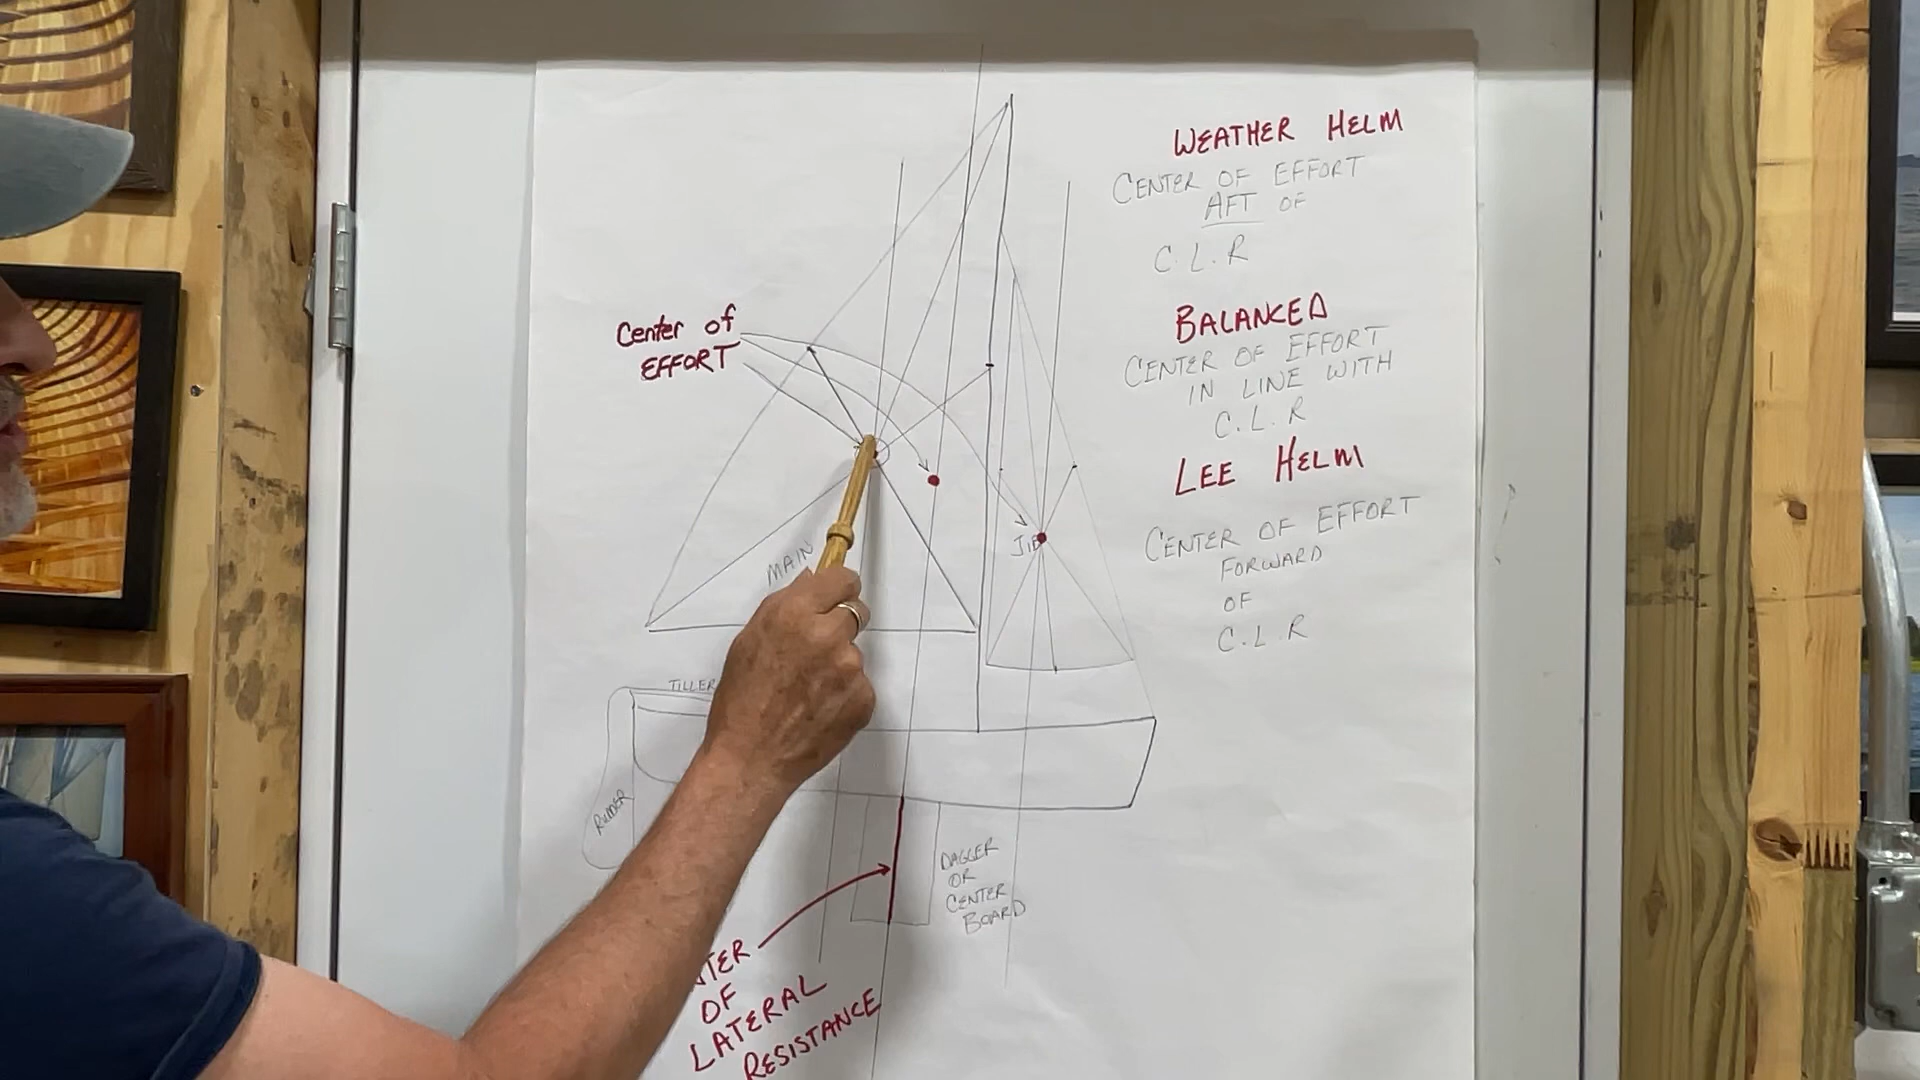 WEATHER HELM
CENTER OF EFFORT
AFT OF
C.L.R
BALANCED
CENTER OF EFFORT
IN LINE WITH
C.L.R
LEE HELM
CENTER OF EFFORT
FORWARD
OF
C.L.R
Center of
EFFORT
MAIN
JIB
TILLER
RUDDER
DAGGER
OR
CENTER
BOARD
TER
OF
LATERAL
RESISTANCE